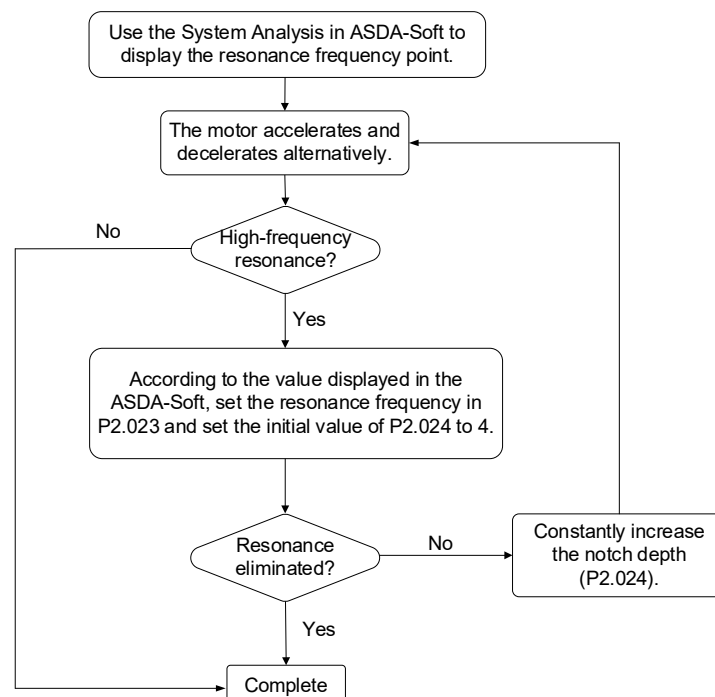 Use the System Analysis in ASDA-Soft to
display the resonance frequency point.
The motor accelerates and
decelerates alternatively.
No
High-frequency
resonance?
Yes
According to the value displayed in the
ASDA-Soft, set the resonance frequency in
P2.023 and set the initial value of P2.024 to 4.
Resonance
eliminated?
No
Constantly increase
the notch depth
(P2.024).
Yes
Complete